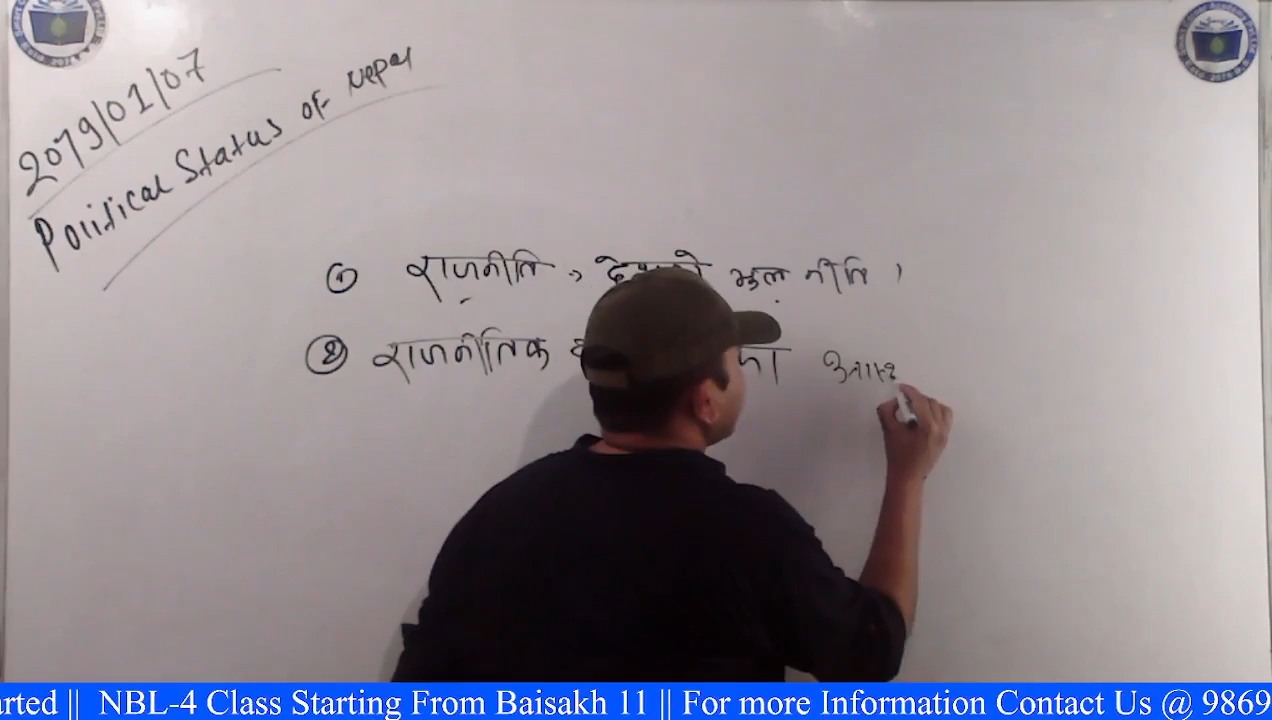 2079/01/07
Political Status of Nepal
① राजनीति → देशको मूल नीति ।
② राजनीतिक का
arted || NBL-4 Class Starting From Baisakh 11 || For more Information Contact Us @ 9869